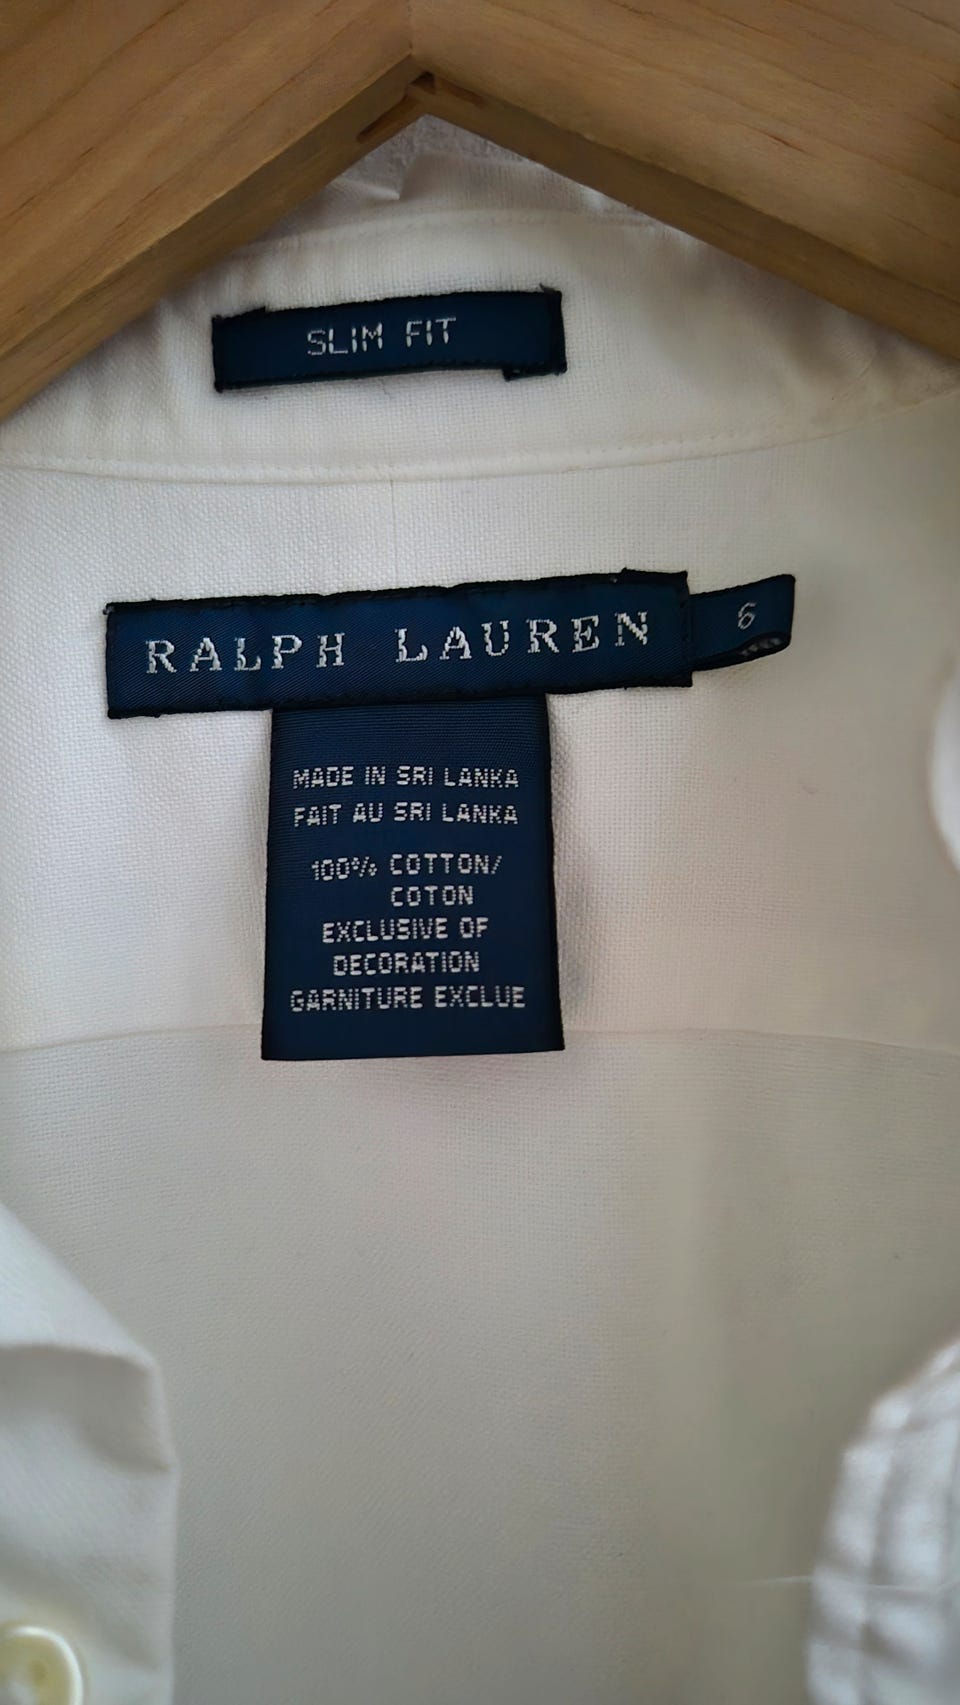 SLIM FIT
RALPH LAUREN
6
MADE IN SRI LANKA
FAIT AU SRI LANKA
100% COTTON/
COTON
EXCLUSIVE OF
DECORATION
GARNITURE EXCLUE